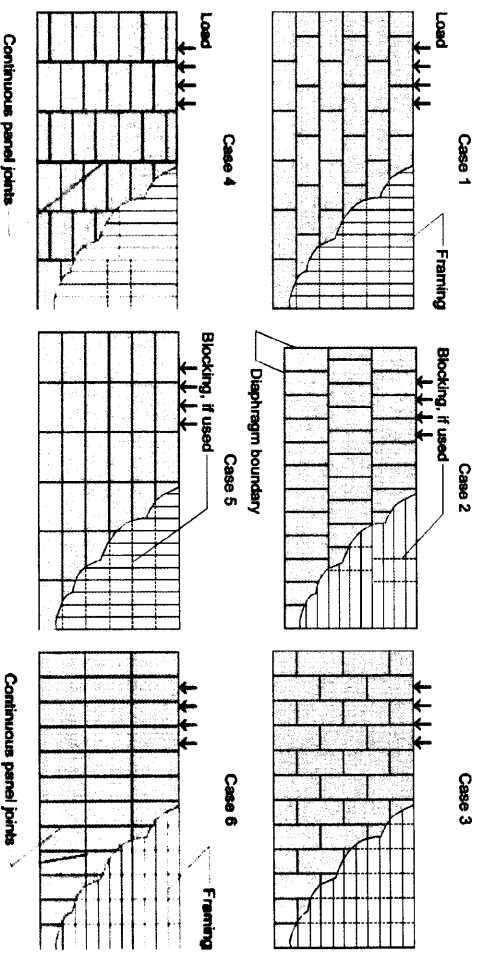 Case 1
Load
Framing
Case 2
Blocking, if used
Diaphragm boundary
Case 3
Case 4
Load
Continuous panel joints
Case 5
Blocking, if used
Case 6
Framing
Continuous panel joints